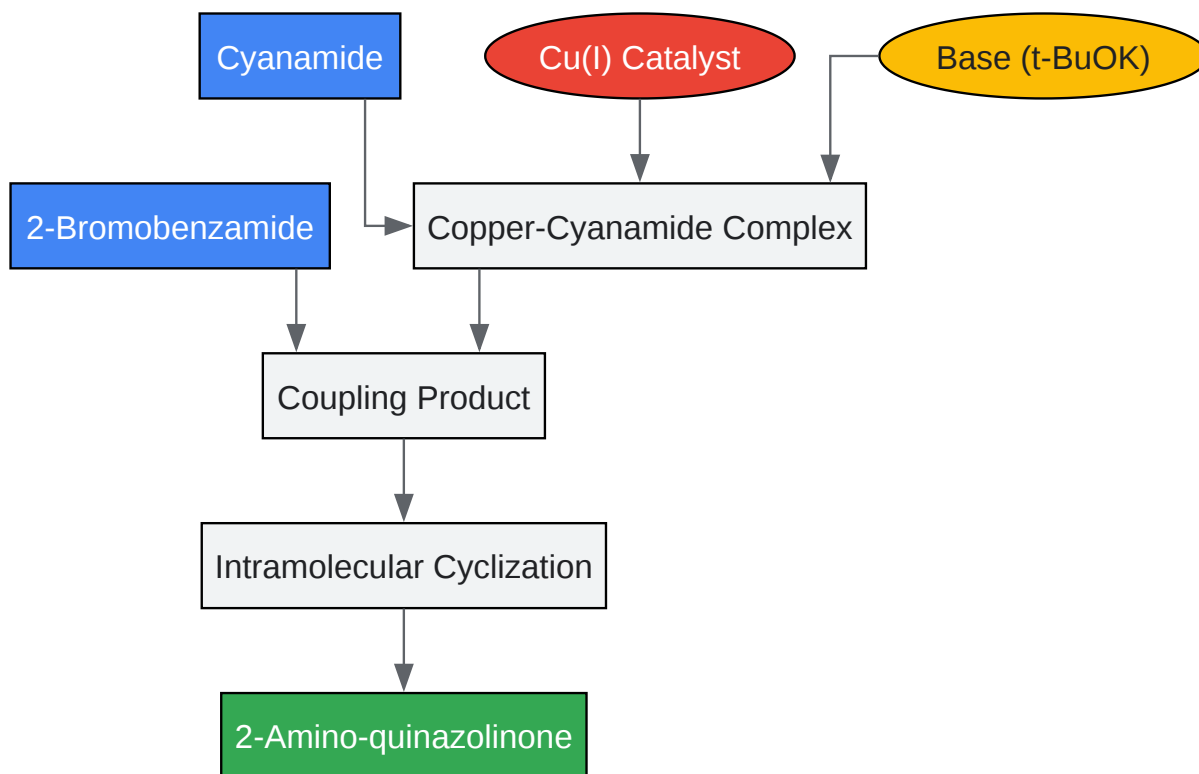 Cyanamide
Cu(I) Catalyst
Base (t-BuOK)
2-Bromobenzamide
Copper-Cyanamide Complex
Coupling Product
Intramolecular Cyclization
2-Amino-quinazolinone